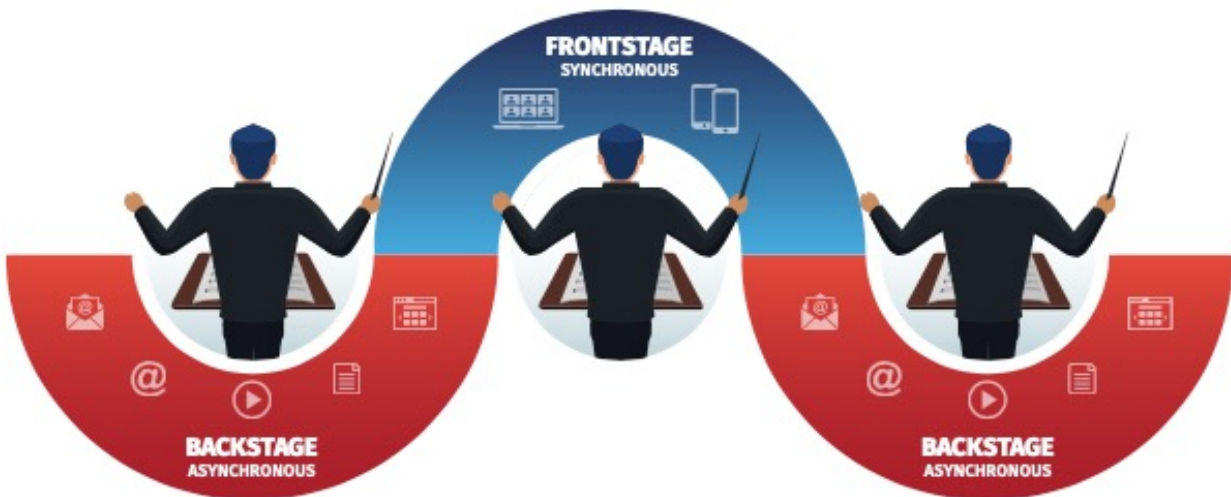 FRONTSTAGE
SYNCHRONOUS
@
@
@
@
BACKSTAGE
ASYNCHRONOUS
BACKSTAGE
ASYNCHRONOUS